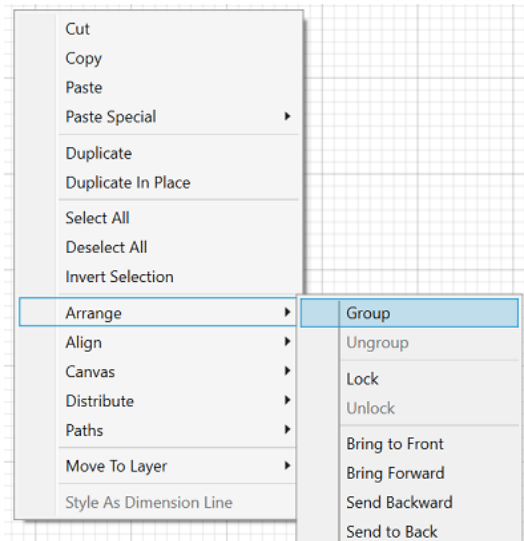 Cut
Copy
Paste
Paste Special
Duplicate
Duplicate In Place
Select All
Deselect All
Invert Selection
Arrange
Align
Canvas
Distribute
Paths
Move To Layer
Style As Dimension Line
Group
Ungroup
Lock
Unlock
Bring to Front
Bring Forward
Send Backward
Send to Back